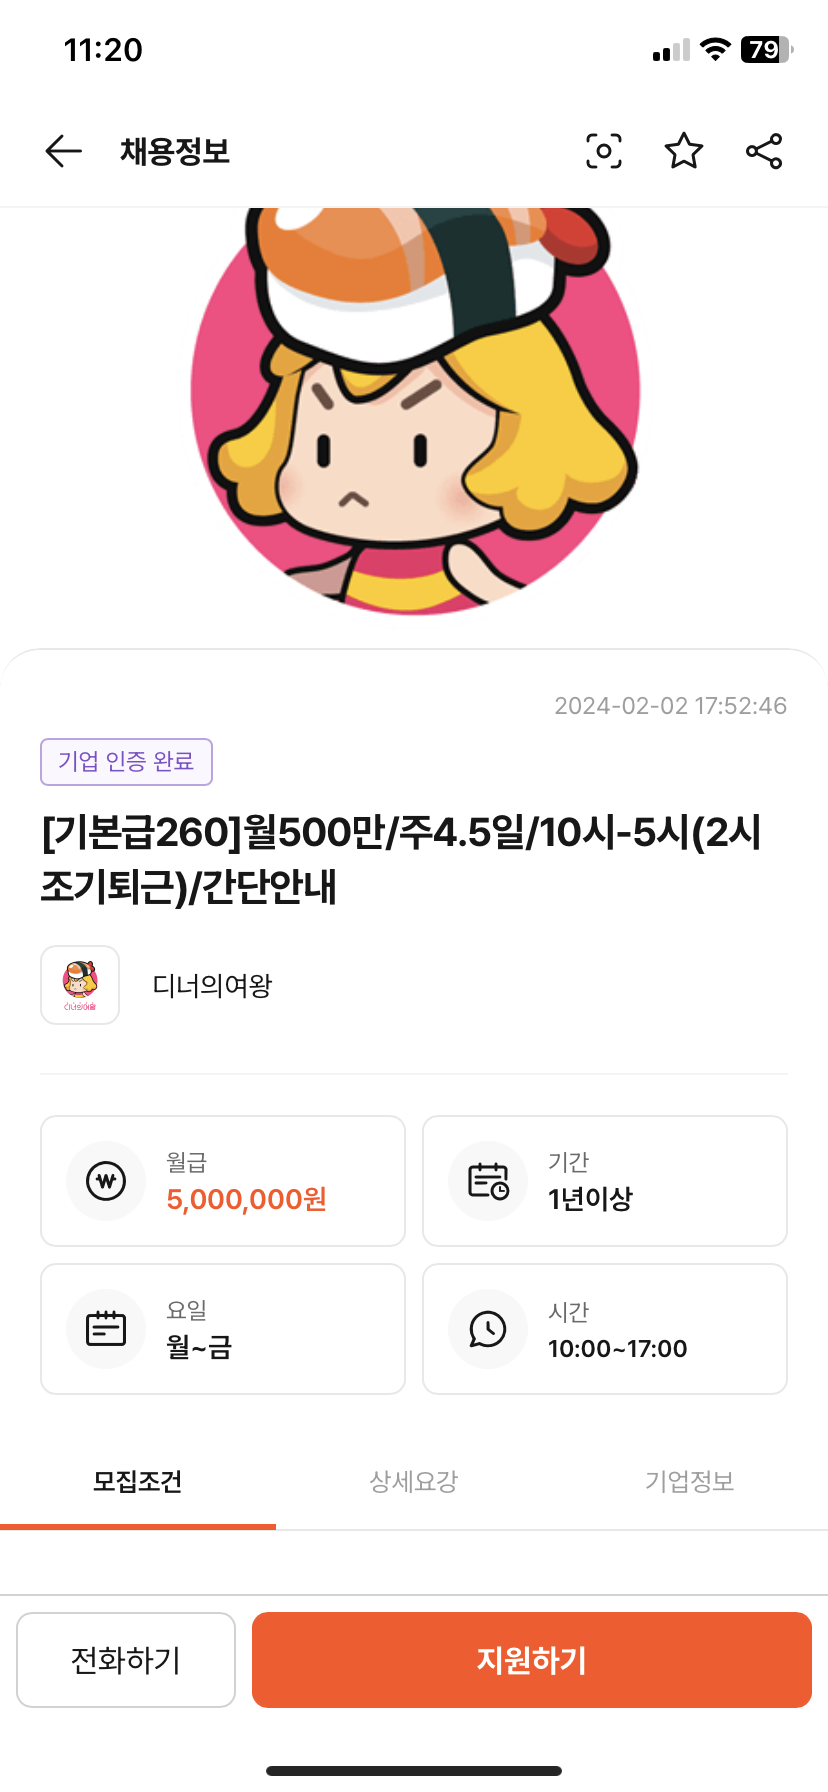 11:20
79
채용정보
2024-02-02 17:52:46
기업 인증 완료
[기본급260]월500만/주4.5일/10시-5시(2시
조기퇴근)/간단안내
디너의여왕
디너의여왕
월급
5,000,000원
기간
1년이상
요일
월~금
시간
10:00~17:00
모집조건
상세요강
기업정보
전화하기
지원하기